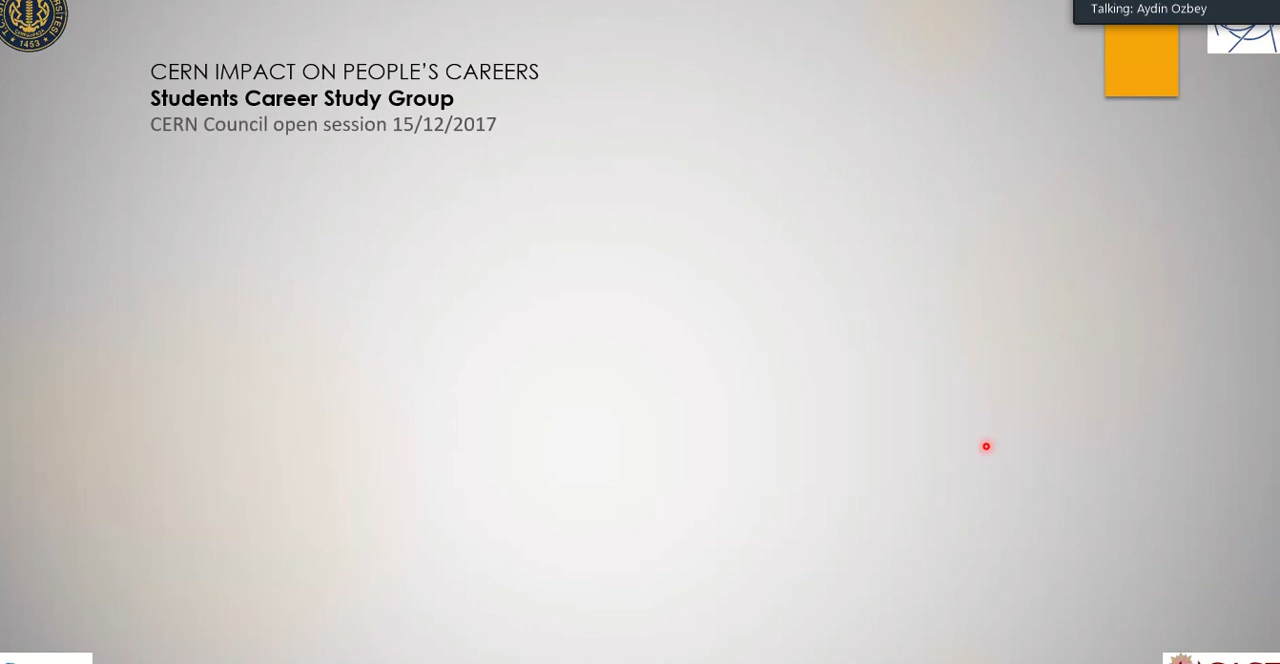 Talking: Aydin Ozbey
1453
CERN IMPACT ON PEOPLE’S CAREERS
Students Career Study Group
CERN Council open session 15/12/2017